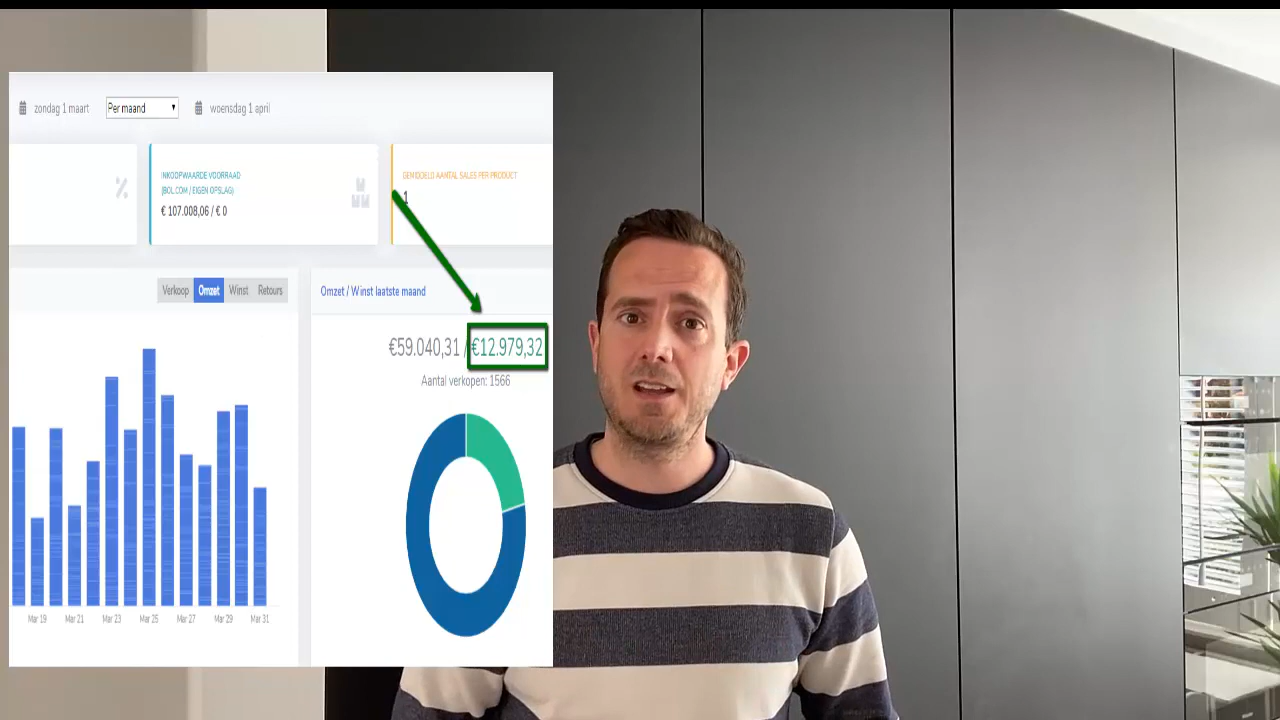 zondag 1 maart
Per maand
woensdag 1 april
INKOOPWAARDE VOORRAAD
(BOL.COM / EIGEN OPSLAG)
€ 107.008,06 / € 0
GEMIDDELD AANTAL SALES PER PRODUCT
1
Verkoop Omzet Winst Retours
Omzet / Winst laatste maand
€59.040,31 / €12.979,32
Aantal verkopen: 1566
Mar 19 Mar 21 Mar 23 Mar 25 Mar 27 Mar 29 Mar 31